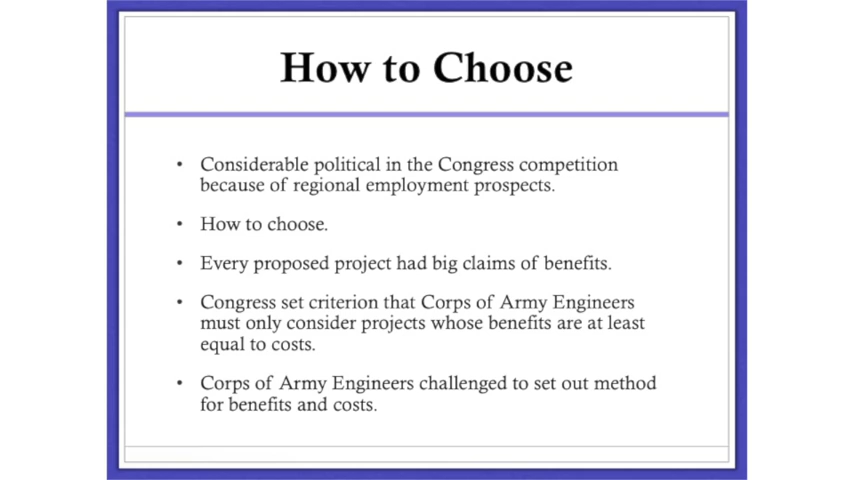 How to Choose
• Considerable political in the Congress competition
because of regional employment prospects.
• How to choose.
• Every proposed project had big claims of benefits.
• Congress set criterion that Corps of Army Engineers
must only consider projects whose benefits are at least
equal to costs.
• Corps of Army Engineers challenged to set out method
for benefits and costs.